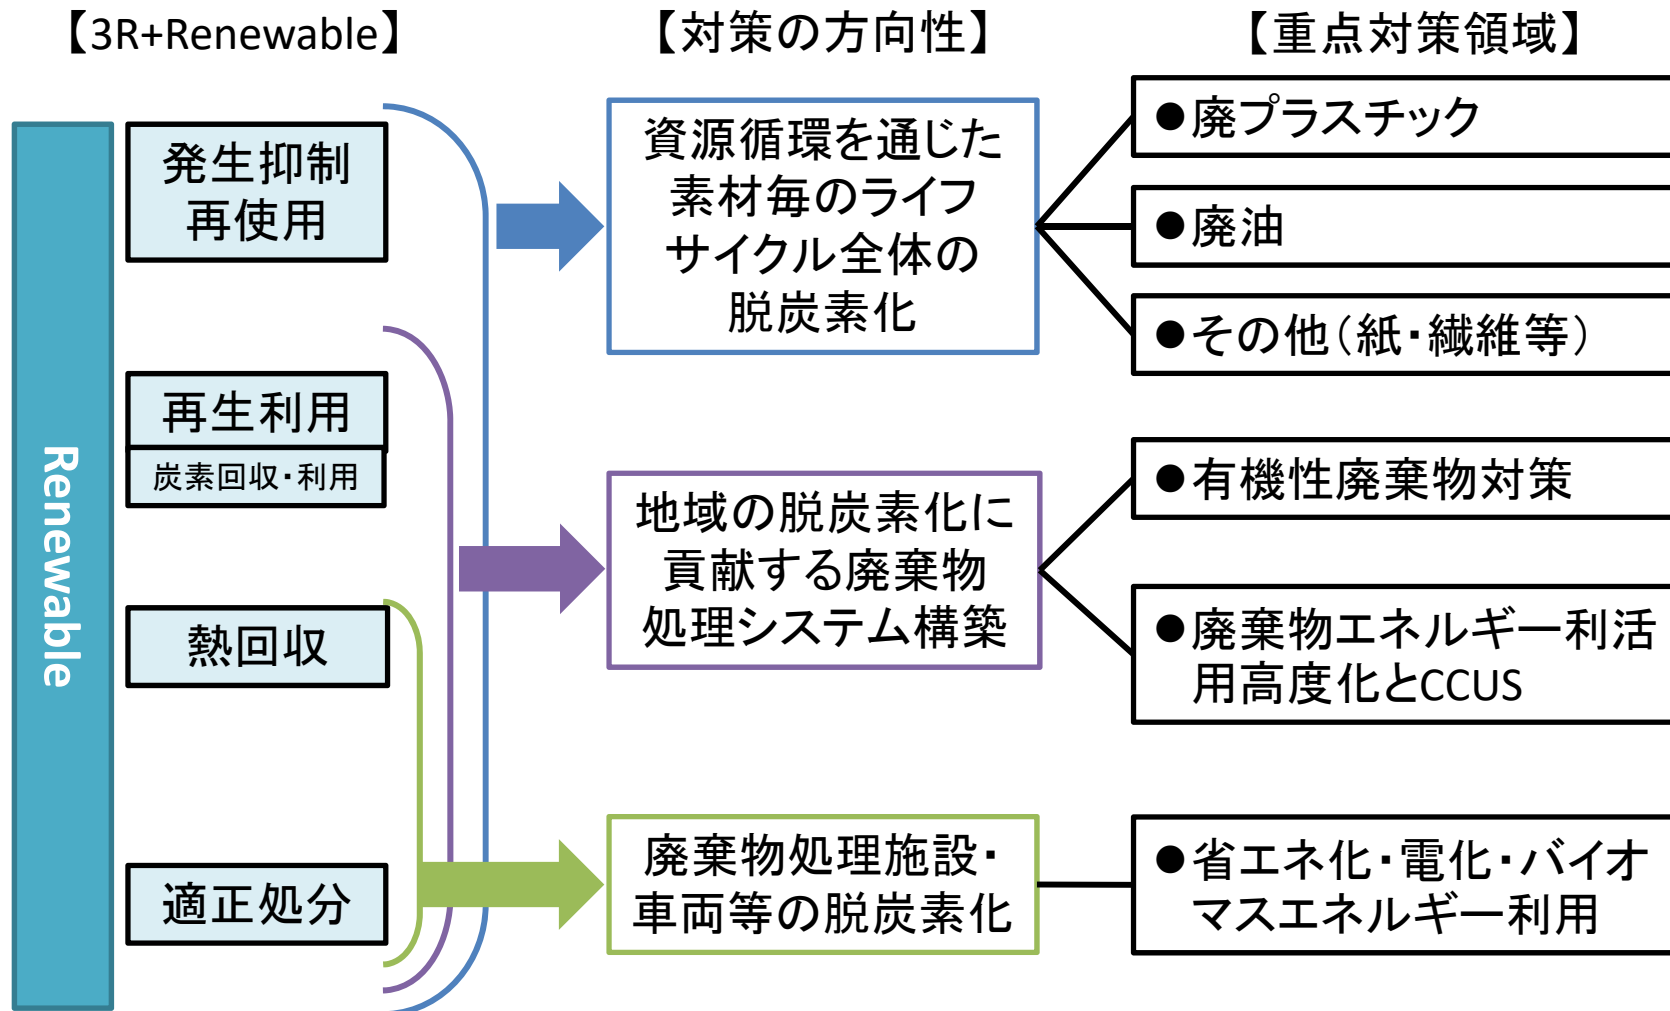 【3R+Renewable】
【対策の方向性】
【重点対策領域】
Renewable
発生抑制
再使用
再生利用
炭素回収・利用
熱回収
適正処分
資源循環を通じた
素材毎のライフ
サイクル全体の
脱炭素化
地域の脱炭素化に
貢献する廃棄物
処理システム構築
廃棄物処理施設・
車両等の脱炭素化
●廃プラスチック
●廃油
●その他（紙・繊維等）
●有機性廃棄物対策
●廃棄物エネルギー利活
用高度化とCCUS
●省エネ化・電化・バイオ
マスエネルギー利用